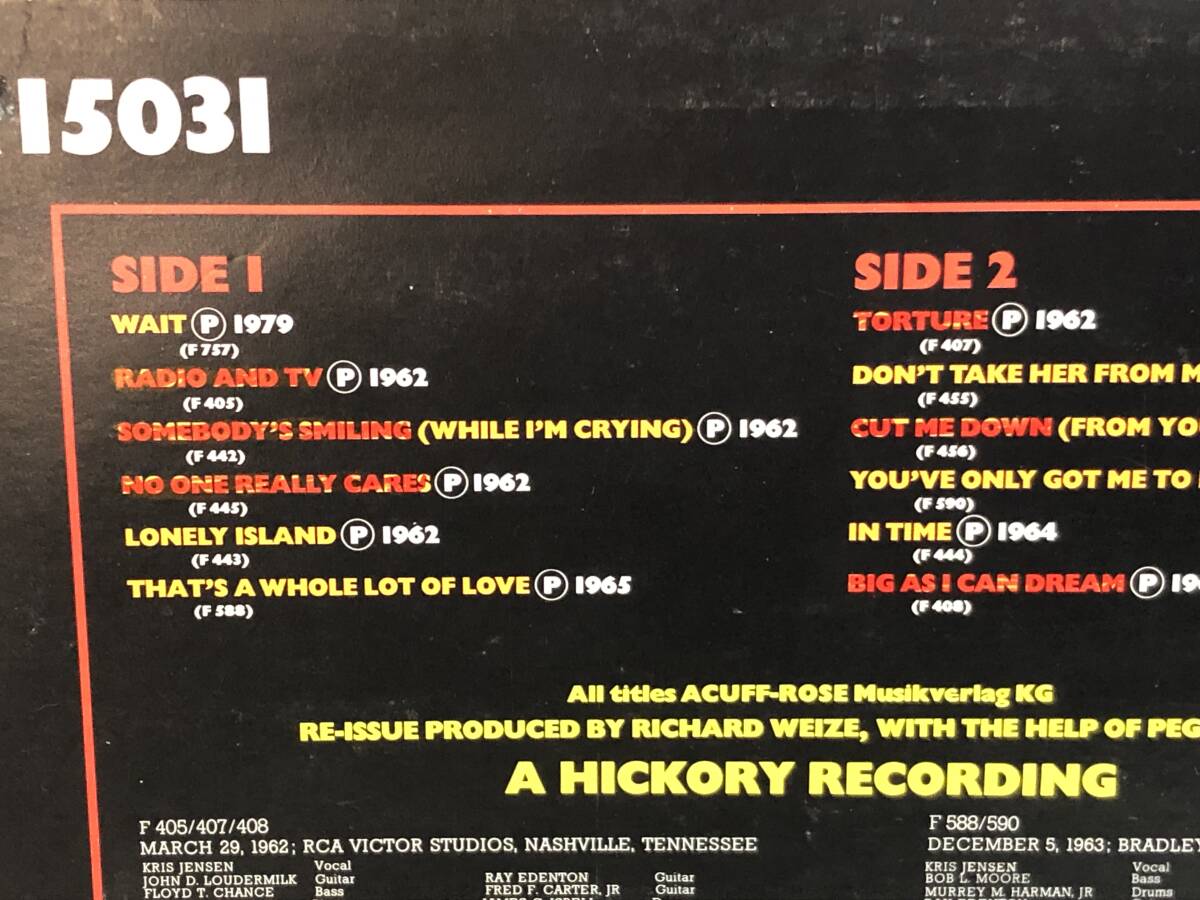 15031
SIDE 1
WAIT Ⓟ 1979
(F 757)
RADIO AND TV Ⓟ 1962
(F 405)
SOMEBODY'S SMILING (WHILE I'M CRYING) Ⓟ 1962
(F 442)
NO ONE REALLY CARES Ⓟ 1962
(F 445)
LONELY ISLAND Ⓟ 1962
(F 443)
THAT'S A WHOLE LOT OF LOVE Ⓟ 1965
(F 588)
SIDE 2
TORTURE Ⓟ 1962
(F 407)
DON'T TAKE HER FROM
(F 455)
CUT ME DOWN (FROM
(F 456)
YOU'VE ONLY GOT ME TO
(F 590)
IN TIME Ⓟ 1964
(F 444)
BIG AS I CAN DREAM Ⓟ
(F 408)
All titles ACUFF-ROSE Musikverlag KG
RE-ISSUE PRODUCED BY RICHARD WEIZE, WITH THE HELP OF
A HICKORY RECORDING
F 405/407/408
MARCH 29, 1962; RCA VICTOR STUDIOS, NASHVILLE, TENNESSEE
KRIS JENSEN Vocal
JOHN D. LOUDERMILK Guitar
FLOYD T. CHANCE Bass
RAY EDENTON Guitar
FRED F. CARTER, JR Guitar
F 588/590
DECEMBER 5, 1963; BRADLEY
KRIS JENSEN Vocal
BOB L. MOORE Bass
MURREY M. HARMAN, JR Drums